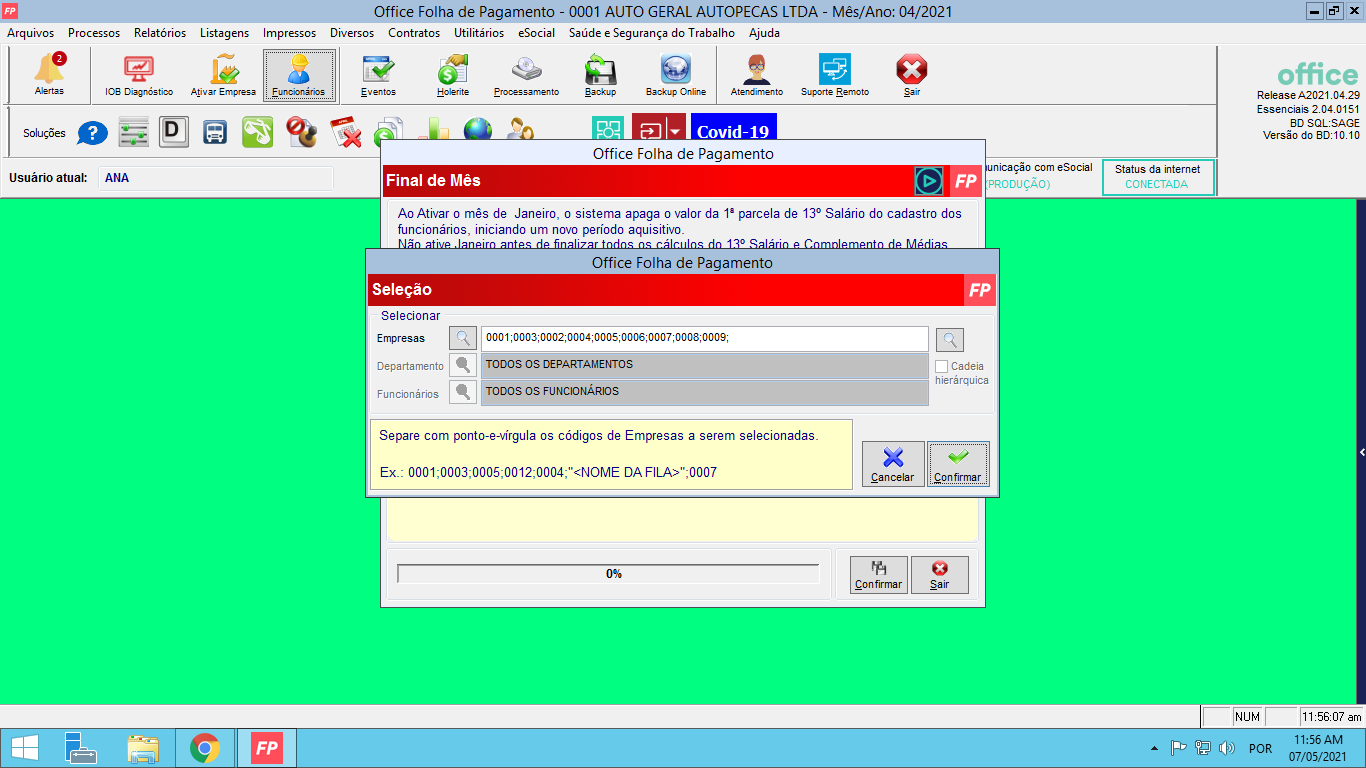 FP
Office Folha de Pagamento - 0001 AUTO GERAL AUTOPECAS LTDA - Mês/Ano: 04/2021
Arquivos Processos Relatórios Listagens Impressos Diversos Contratos Utilitários eSocial Saúde e Segurança do Trabalho Ajuda
2
Alertas IOB Diagnóstico Ativar Empresa Funcionários Eventos Holerite Processamento Backup Backup Online Atendimento Suporte Remoto Sair
office
Release A2021.04.29
Essenciais 2.04.0151
BD SQL:SAGE
Versão do BD:10.10
Soluções ? D Covid-19
Usuário atual: ANA
unicação com eSocial
(PRODUÇÃO)
Status da internet
CONECTADA
Office Folha de Pagamento
Final de Mês FP
Ao Ativar o mês de Janeiro, o sistema apaga o valor da 1ª parcela de 13º Salário do cadastro dos
funcionários, iniciando um novo período aquisitivo.
Não ative Janeiro antes de finalizar todos os cálculos do 13º Salário e Complemento de Médias
Office Folha de Pagamento
Seleção FP
Selecionar
Empresas 0001;0003;0002;0004;0005;0006;0007;0008;0009;
Departamento TODOS OS DEPARTAMENTOS
Cadeia
hierárquica
Funcionários TODOS OS FUNCIONÁRIOS
Separe com ponto-e-vírgula os códigos de Empresas a serem selecionadas.
Ex.: 0001;0003;0005;0012;0004;"<NOME DA FILA>";0007
Cancelar Confirmar
0%
Confirmar Sair
NUM 11:56:07 am
FP
POR
11:56 AM
07/05/2021